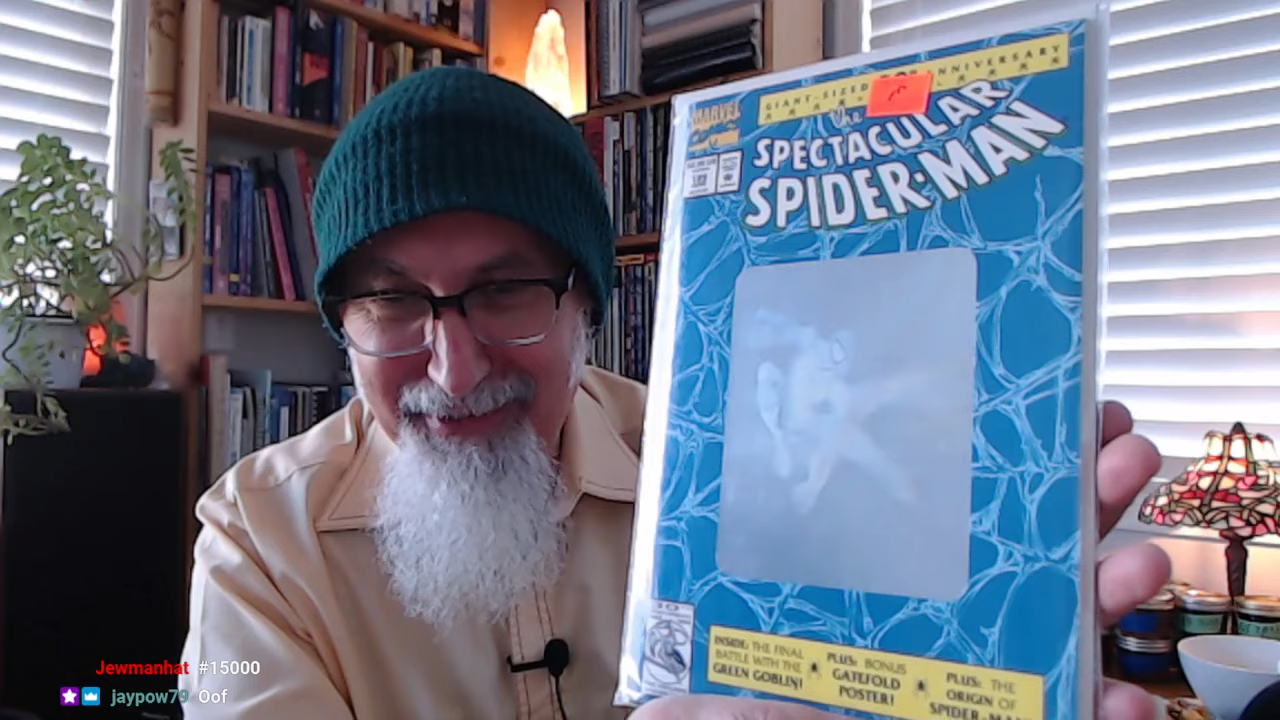 GIANT-SIZED 30th ANNIVERSARY
MARVEL
the
SPECTACULAR
SPIDER-MAN
INSIDE: THE FINAL
BATTLE WITH THE
GREEN GOBLIN!
PLUS: BONUS
GATEFOLD
POSTER!
PLUS: THE
ORIGIN OF
SPIDER-MAN
Jewmanhat #15000
jaypow79 Oof